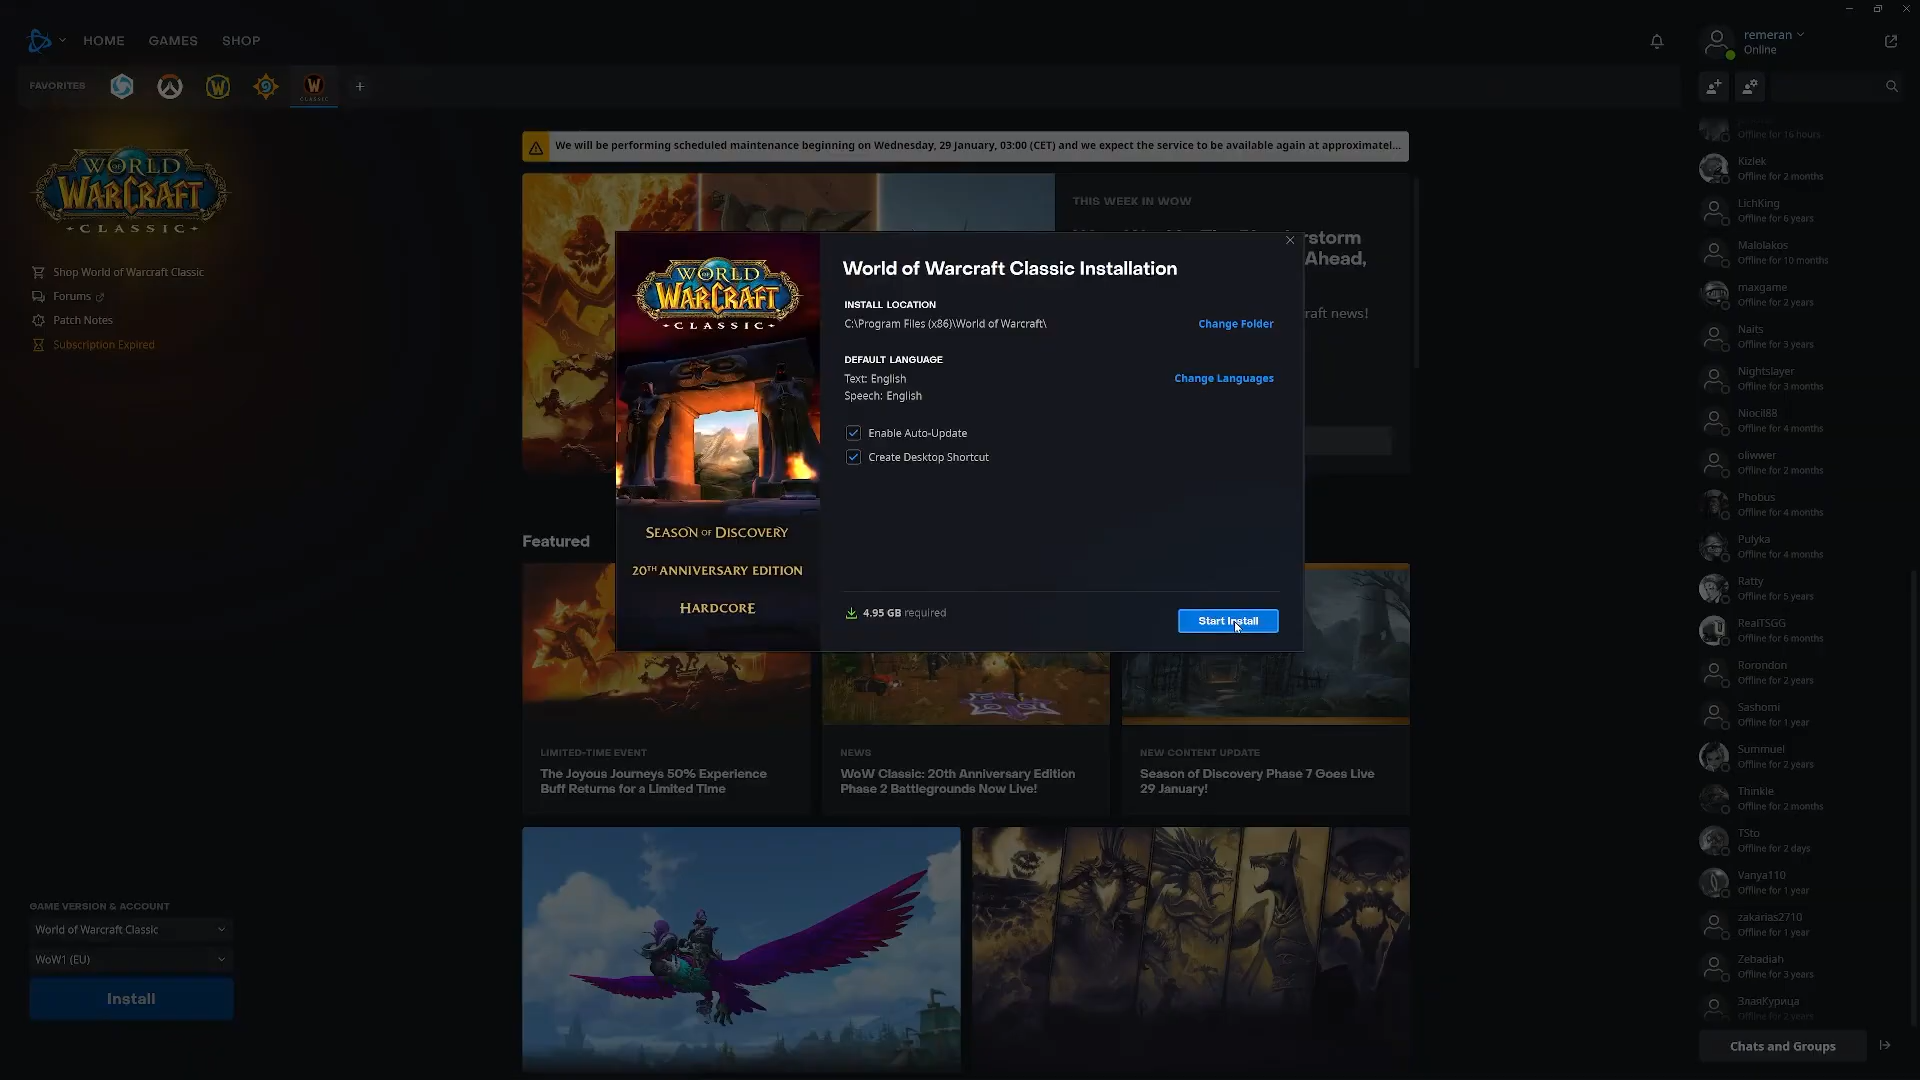 HOME
GAMES
SHOP
remeran
Online
FAVORITES
CLASSIC
WORLD
OF
WARCRAFT
CLASSIC
Shop World of Warcraft Classic
Forums
Patch Notes
Subscription Expired
We will be performing scheduled maintenance beginning on Wednesday, 29 January, 03:00 (CET) and we expect the service to be available again at approximatel...
THIS WEEK IN WOW
storm
Ahead,
raft news!
WORLD
OF
WARCRAFT
CLASSIC
SEASON OF DISCOVERY
20TH ANNIVERSARY EDITION
HARDCORE
World of Warcraft Classic Installation
INSTALL LOCATION
C:\Program Files (x86)\World of Warcraft\
Change Folder
DEFAULT LANGUAGE
Text: English
Change Languages
Speech: English
Enable Auto-Update
Create Desktop Shortcut
4.95 GB required
Start Install
Featured
LIMITED-TIME EVENT
The Joyous Journeys 50% Experience
Buff Returns for a Limited Time
NEWS
WoW Classic: 20th Anniversary Edition
Phase 2 Battlegrounds Now Live!
NEW CONTENT UPDATE
Season of Discovery Phase 7 Goes Live
29 January!
GAME VERSION & ACCOUNT
World of Warcraft Classic
WoW1 (EU)
Install
Offline for 16 hours
Kizlek
Offline for 2 months
LichKing
Offline for 6 years
Malolakos
Offline for 10 months
maxgame
Offline for 2 years
Naits
Offline for 3 years
Nightslayer
Offline for 3 months
Niocil88
Offline for 4 months
oliwwer
Offline for 2 months
Phobus
Offline for 4 months
Pulyka
Offline for 4 months
Ratty
Offline for 5 years
RealTSGG
Offline for 6 months
Rorondon
Offline for 2 years
Sashomi
Offline for 1 year
Summuel
Offline for 2 years
Thinkie
Offline for 2 months
TSto
Offline for 2 days
Vanya110
Offline for 1 year
zakarias2710
Offline for 1 year
Zebadiah
Offline for 3 years
ЗлаяКурица
Offline for 2 years
Chats and Groups